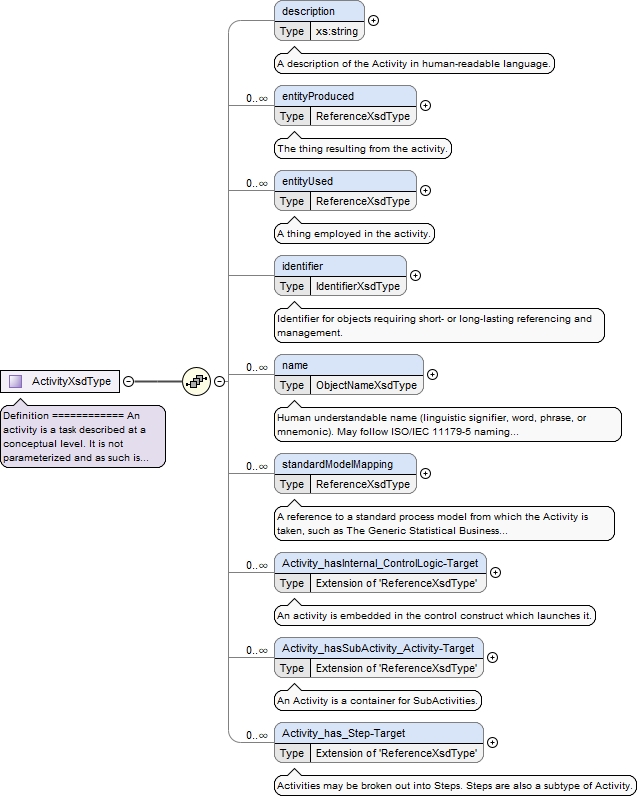 description
Type xs:string
A description of the Activity in human-readable language.
0..∞ entityProduced
Type ReferenceXsdType
The thing resulting from the activity.
0..∞ entityUsed
Type ReferenceXsdType
A thing employed in the activity.
identifier
Type IdentifierXsdType
Identifier for objects requiring short- or long-lasting referencing and
management.
0..∞ name
Type ObjectNameXsdType
Human understandable name (linguistic signifier, word, phrase, or
mnemonic). May follow ISO/IEC 11179-5 naming...
ActivityXsdType
Definition ============ An
activity is a task described at a
conceptual level. It is not
parameterized and as such is...
0..∞ standardModelMapping
Type ReferenceXsdType
A reference to a standard process model from which the Activity is
taken, such as The Generic Statistical Business...
0..∞ Activity_hasInternal_ControlLogic-Target
Type Extension of 'ReferenceXsdType'
An activity is embedded in the control construct which launches it.
0..∞ Activity_hasSubActivity_Activity-Target
Type Extension of 'ReferenceXsdType'
An Activity is a container for SubActivities.
0..∞ Activity_has_Step-Target
Type Extension of 'ReferenceXsdType'
Activities may be broken out into Steps. Steps are also a subtype of Activity.